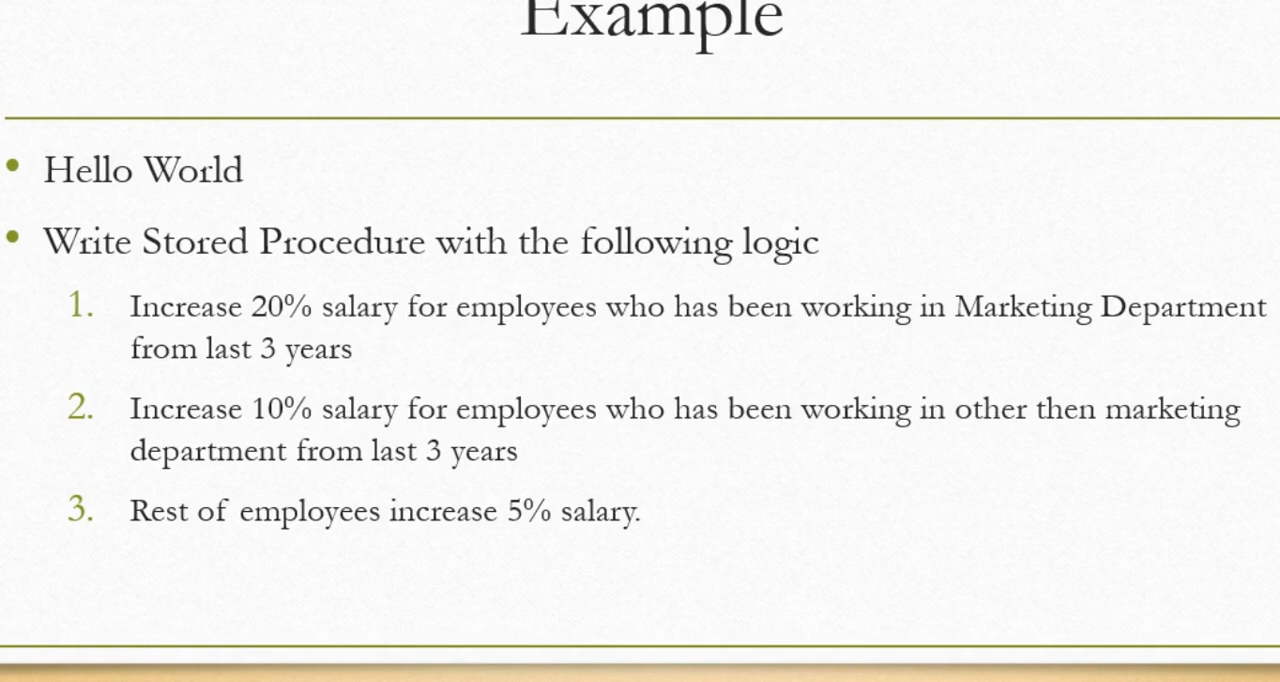 Example
• Hello World
• Write Stored Procedure with the following logic
1. Increase 20% salary for employees who has been working in Marketing Department
from last 3 years
2. Increase 10% salary for employees who has been working in other then marketing
department from last 3 years
3. Rest of employees increase 5% salary.